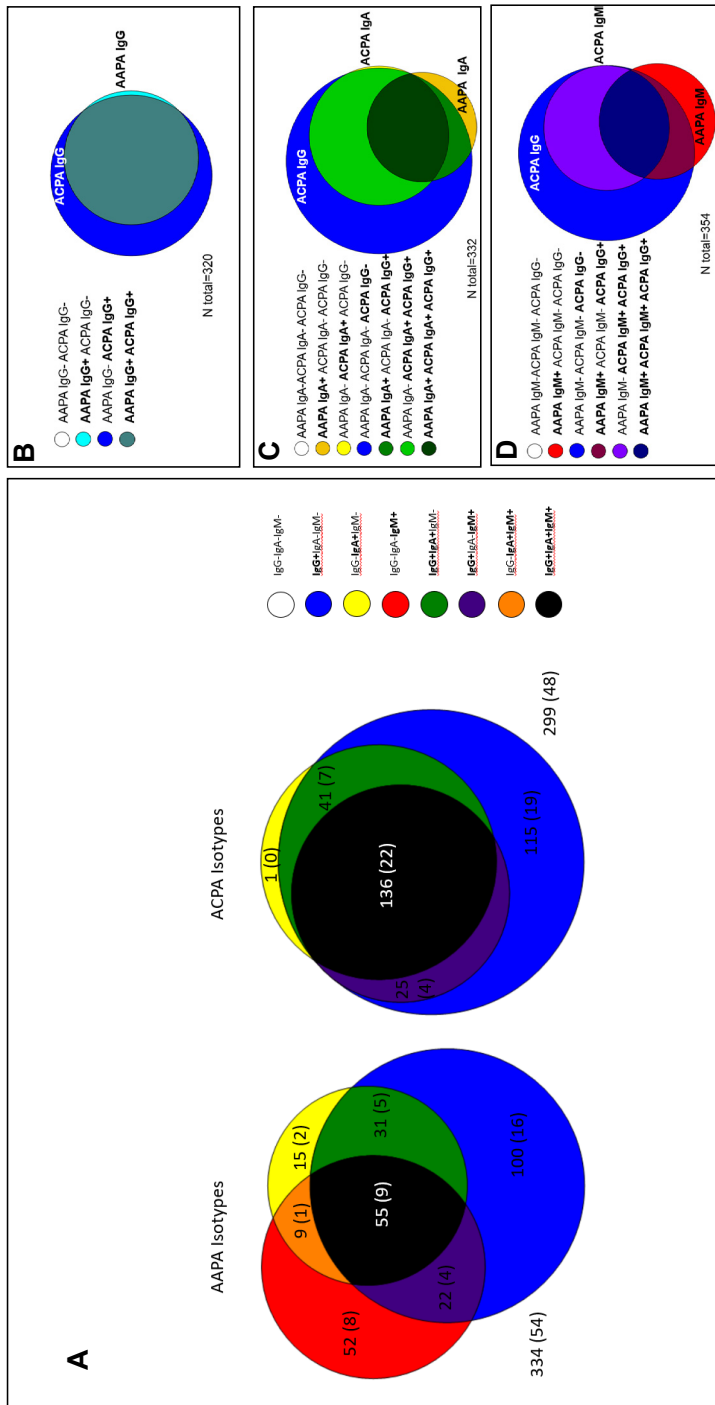 A
AAPA Isotypes
52 (8)
9 (1)
15 (2)
55 (9)
31 (5)
22 (4)
100 (16)
334 (54)
ACPA Isotypes
1 (0)
41 (7)
136 (22)
25
(4)
115 (19)
299 (48)
IgG-IgA-IgM-
IgG+IgA-IgM-
IgG-IgA+IgM-
IgG-IgA-IgM+
IgG+IgA+IgM-
IgG+IgA-IgM+
IgG-IgA+IgM+
IgG+IgA+IgM+
B
AAPA IgG- ACPA IgG-
AAPA IgG+ ACPA IgG-
AAPA IgG- ACPA IgG+
AAPA IgG+ ACPA IgG+
ACPA IgG
AAPA IgG
N total=320
C
AAPA IgA-ACPA IgA- ACPA IgG-
AAPA IgA+ ACPA IgA- ACPA IgG-
AAPA IgA- ACPA IgA+ ACPA IgG-
AAPA IgA- ACPA IgA- ACPA IgG-
AAPA IgA+ ACPA IgA- ACPA IgG+
AAPA IgA- ACPA IgA+ ACPA IgG+
AAPA IgA+ ACPA IgA+ ACPA IgG+
ACPA IgG
ACPA IgA
AAPA IgA
N total=332
D
AAPA IgM-ACPA IgM- ACPA IgG-
AAPA IgM+ ACPA IgM- ACPA IgG-
AAPA IgM- ACPA IgM- ACPA IgG-
AAPA IgM+ ACPA IgM- ACPA IgG+
AAPA IgM- ACPA IgM+ ACPA IgG+
AAPA IgM+ ACPA IgM+ ACPA IgG+
ACPA IgG
ACPA IgM
AAPA IgM
N total=354